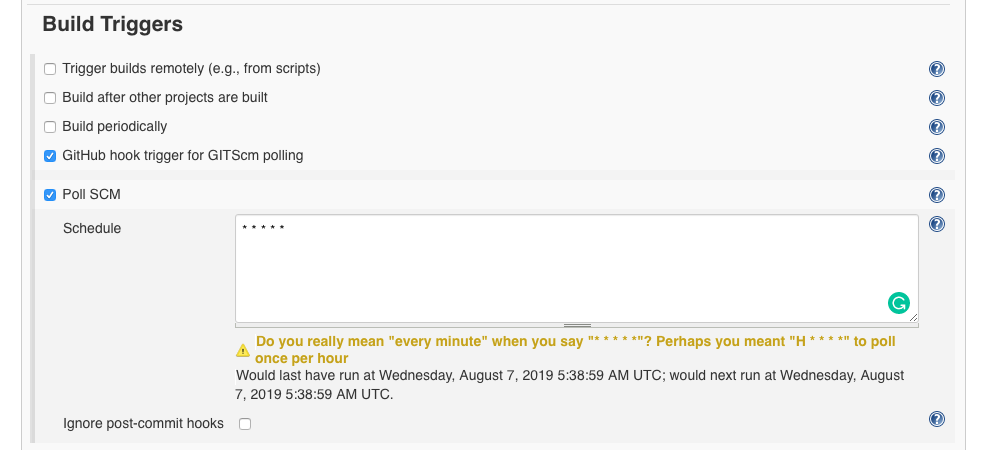 Build Triggers
Trigger builds remotely (e.g., from scripts)
Build after other projects are built
Build periodically
GitHub hook trigger for GITScm polling
Poll SCM
Schedule
* * * * *
Do you really mean "every minute" when you say "* * * * *"? Perhaps you meant "H * * * *" to poll
once per hour
Would last have run at Wednesday, August 7, 2019 5:38:59 AM UTC; would next run at Wednesday, August
7, 2019 5:38:59 AM UTC.
Ignore post-commit hooks